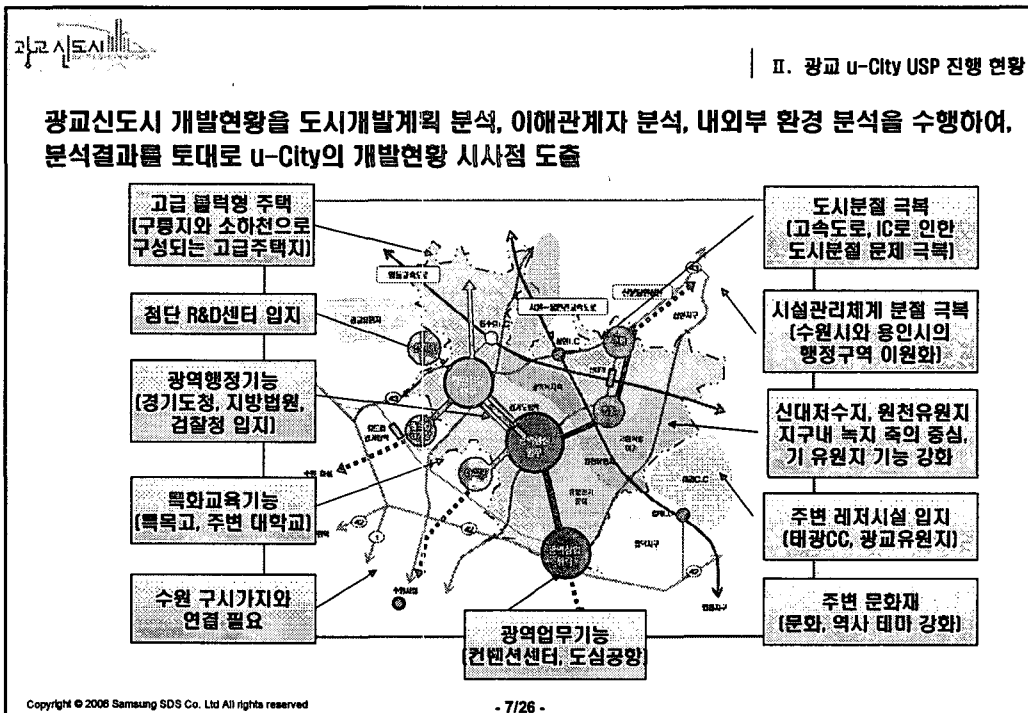 광교신도시
Ⅱ. 광교 u-City USP 진행 현황
광교신도시 개발현황을 도시개발계획 분석, 이해관계자 분석, 내외부 환경 분석을 수행하여,
분석결과를 토대로 u-City의 개발현황 시사점 도출
고급 블럭형 주택
(구릉지와 소하천으로
구성되는 고급주택지)
첨단 R&D센터 입지
광역행정기능
(경기도청, 지방법원,
검찰청 입지)
특화교육기능
(특목고, 주변 대학교)
수원 구시가지와
연결 필요
광역업무기능
(컨벤션센터, 도심공항)
도시분절 극복
(고속도로, IC로 인한
도시분절 문제 극복)
시설관리체계 분절 극복
(수원시와 용인시의
행정구역 이원화)
신대저수지, 원천유원지
지구내 녹지 축의 중심,
기 유원지 기능 강화
주변 레저시설 입지
(태광CC, 광교유원지)
주변 문화재
(문화, 역사 테마 강화)
영동고속도로
상현I.C
43
42
1
Copyright © 2006 Samsung SDS Co. Ltd All rights reserved
- 7/26 -